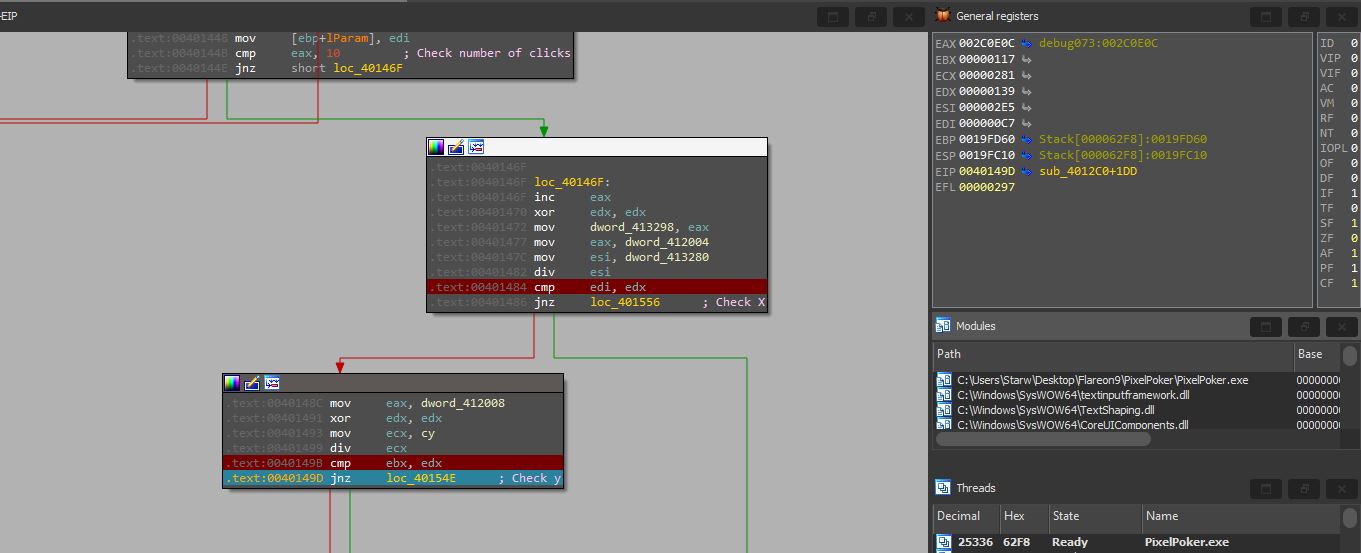 -EIP
General registers
.text:00401448 mov [ebp+lParam], edi
.text:0040144B cmp eax, 10 ; Check number of clicks
.text:0040144E jnz short loc_40146F
EAX 002C0E0C debug073:002C0E0C
EBX 00000117
ECX 00000281
EDX 00000139
ESI 000002E5
EDI 000000C7
EBP 0019FD60 Stack[000062F8]:0019FD60
ESP 0019FC10 Stack[000062F8]:0019FC10
EIP 0040149D sub_4012C0+1DD
EFL 00000297
ID 0
VIP 0
VIF 0
AC 0
VM 0
RF 0
NT 0
IOPL 0
OF 0
DF 0
IF 1
TF 0
SF 1
ZF 0
AF 1
PF 1
CF 1
.text:0040146F
.text:0040146F loc_40146F:
.text:0040146F inc eax
.text:00401470 xor edx, edx
.text:00401472 mov dword_413298, eax
.text:00401477 mov eax, dword_412004
.text:0040147C mov esi, dword_413280
.text:00401482 div esi
.text:00401484 cmp edi, edx
.text:00401486 jnz loc_401556 ; Check X
.text:0040148C mov eax, dword_412008
.text:00401491 xor edx, edx
.text:00401493 mov ecx, cy
.text:00401499 div ecx
.text:0040149B cmp ebx, edx
.text:0040149D jnz loc_40154E ; Check y
Modules
Path Base
C:\Users\Starw\Desktop\Flareon9\PixelPoker\PixelPoker.exe 00000000
C:\Windows\SysWOW64\textinputframework.dll 00000000
C:\Windows\SysWOW64\TextShaping.dll 00000000
C:\Windows\SysWOW64\CoreUIComponents.dll 00000000
Threads
Decimal Hex State Name
25336 62F8 Ready PixelPoker.exe